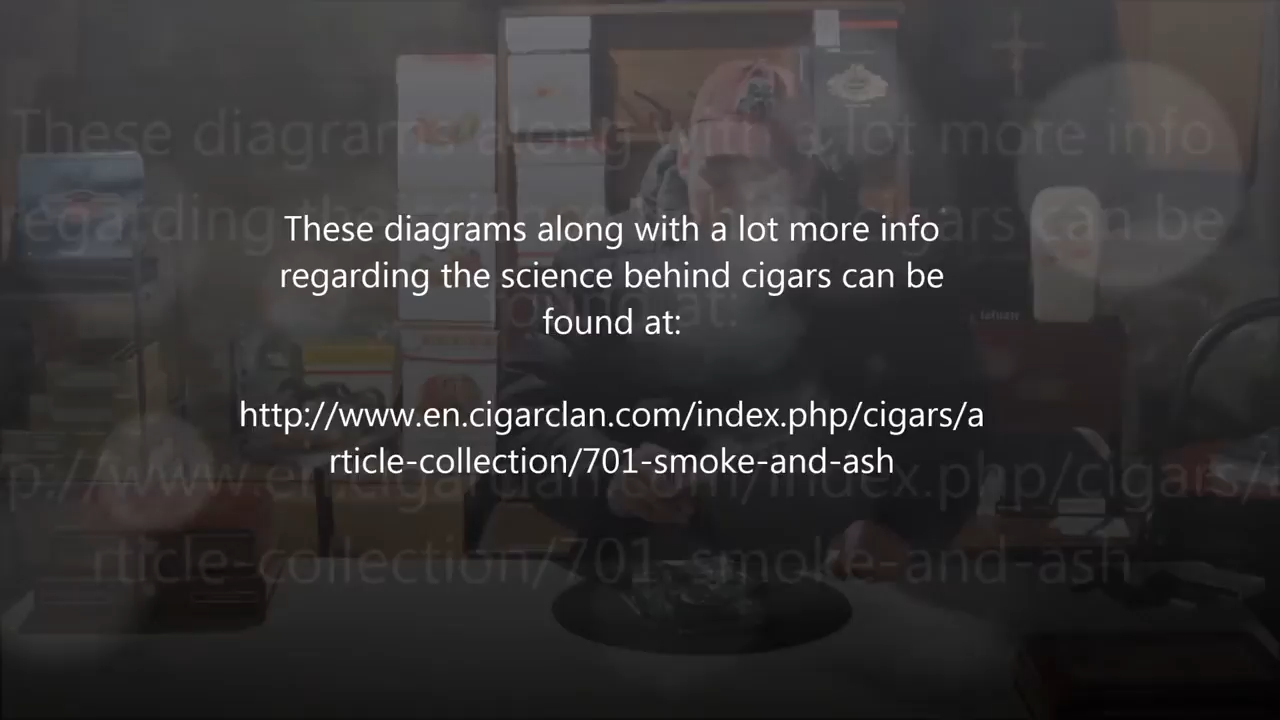 These diagrams along with a lot more info
regarding the science behind cigars can be
found at:
http://www.en.cigarclan.com/index.php/cigars/a
rticle-collection/701-smoke-and-ash